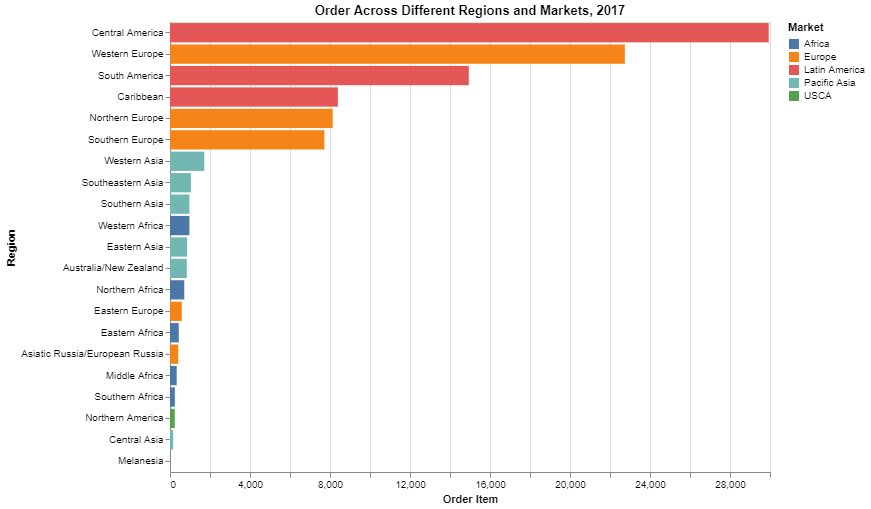 Order Across Different Regions and Markets, 2017
Central America
Western Europe
South America
Caribbean
Northern Europe
Southern Europe
Western Asia
Southeastern Asia
Southern Asia
Western Africa
Eastern Asia
Australia/New Zealand
Northern Africa
Eastern Europe
Eastern Africa
Asiatic Russia/European Russia
Middle Africa
Southern Africa
Northern America
Central Asia
Melanesia
Region
0 4,000 8,000 12,000 16,000 20,000 24,000 28,000
Order Item
Market
Africa
Europe
Latin America
Pacific Asia
USCA